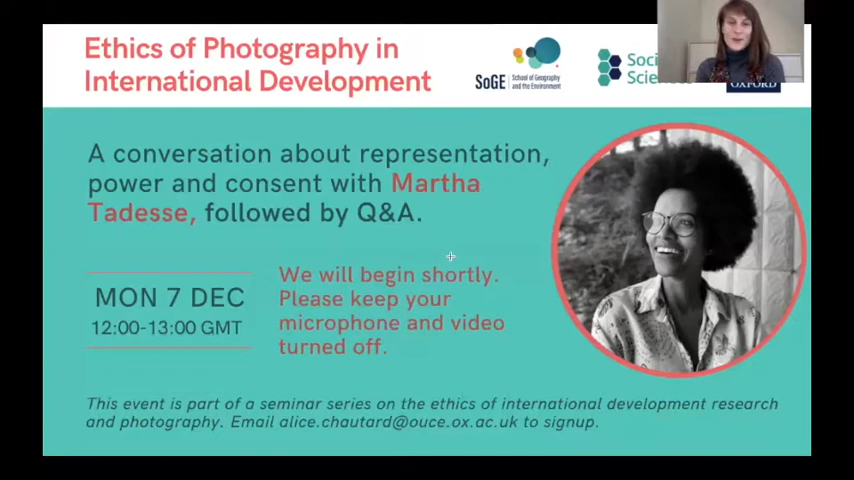 Ethics of Photography in
International Development
SoGE
School of Geography
and the Environment
OXFORD
A conversation about representation,
power and consent with Martha
Tadesse, followed by Q&A.
MON 7 DEC
12:00-13:00 GMT
We will begin shortly.
Please keep your
microphone and video
turned off.
This event is part of a seminar series on the ethics of international development research
and photography. Email alice.chautard@ouce.ox.ac.uk to signup.